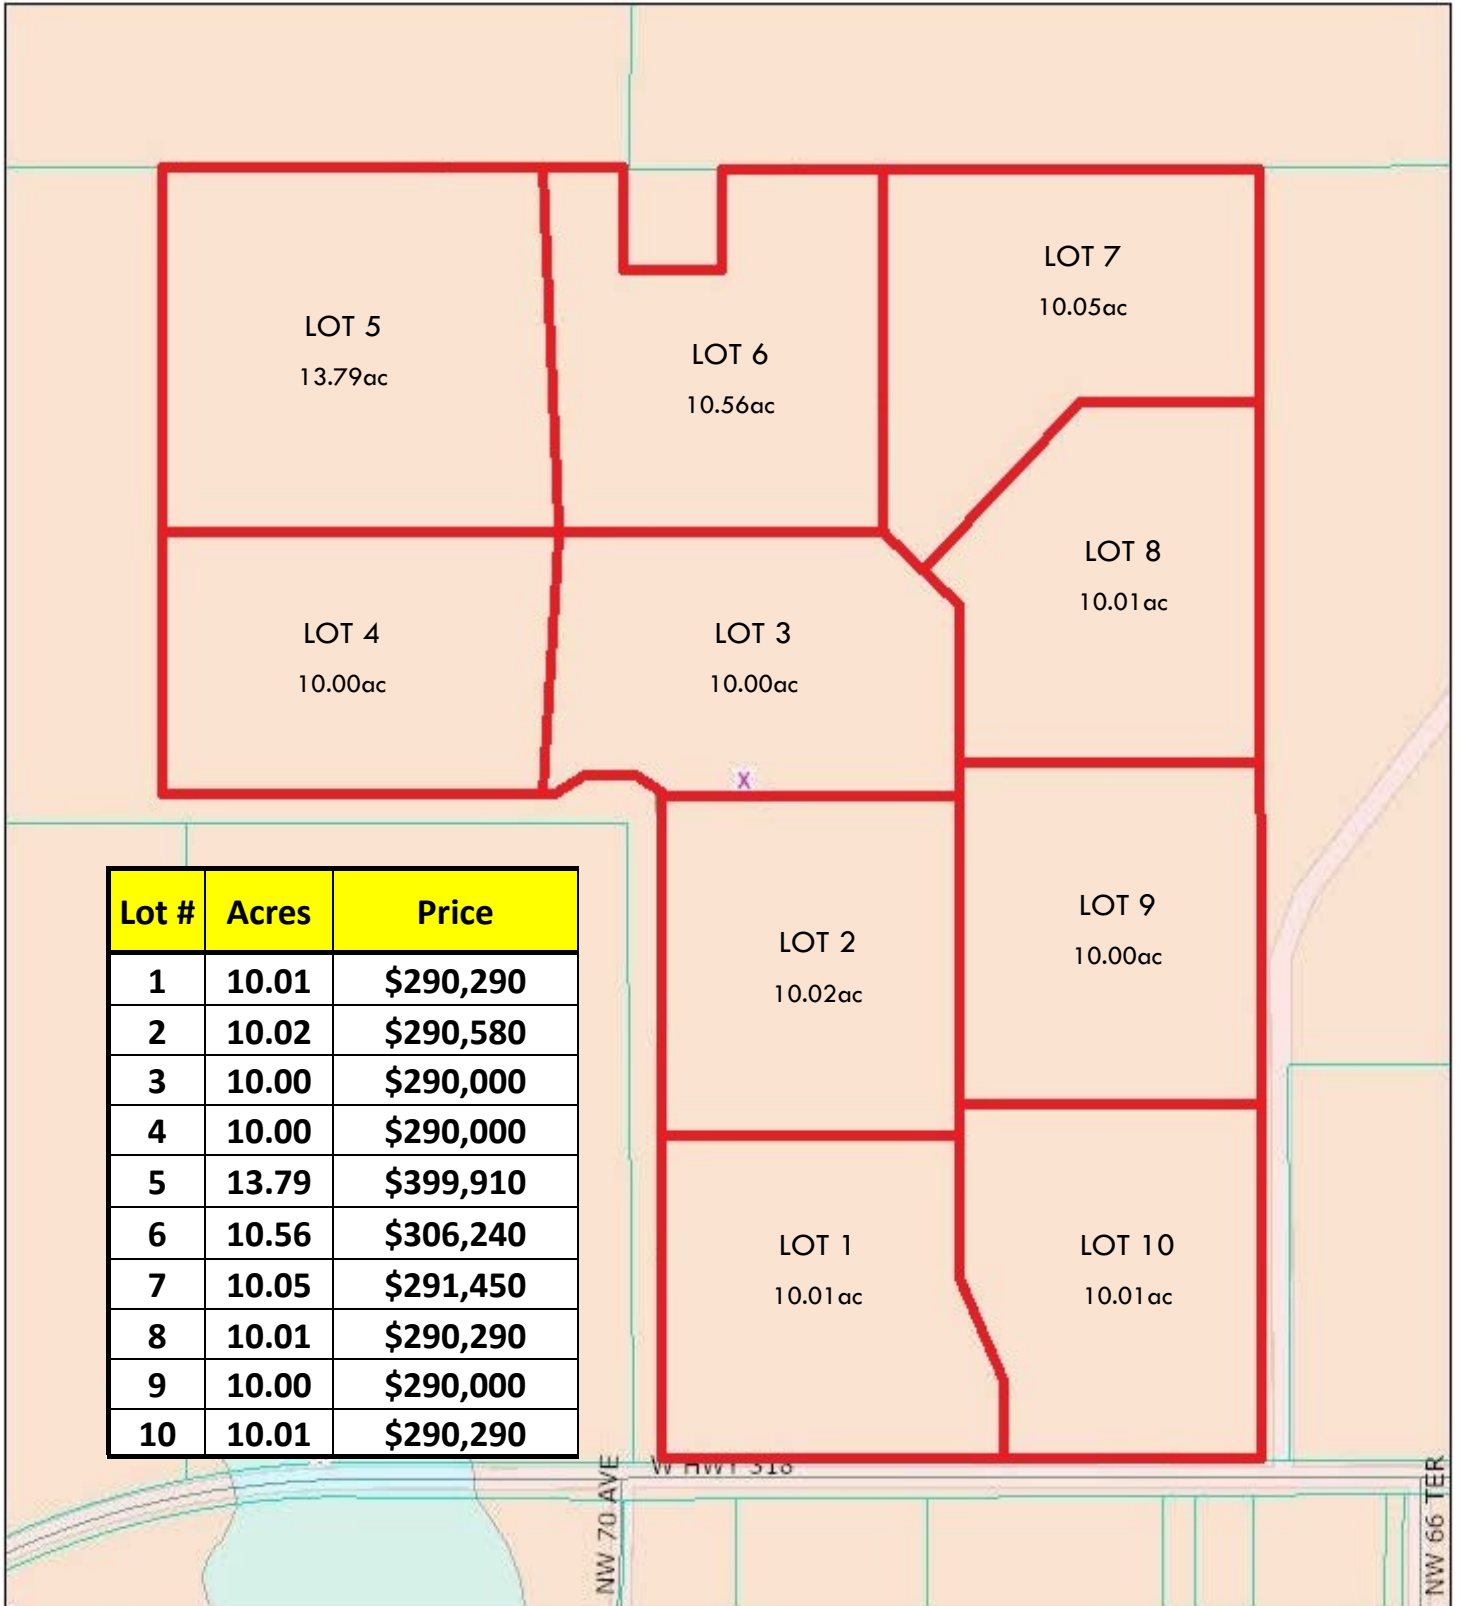 LOT 7
10.05ac
LOT 5
13.79ac
LOT 6
10.56ac
LOT 8
10.01ac
LOT 4
10.00ac
LOT 3
10.00ac
X
LOT 9
10.00ac
LOT 2
10.02ac
LOT 1
10.01ac
LOT 10
10.01ac
Lot # Acres Price
1 10.01 $290,290
2 10.02 $290,580
3 10.00 $290,000
4 10.00 $290,000
5 13.79 $399,910
6 10.56 $306,240
7 10.05 $291,450
8 10.01 $290,290
9 10.00 $290,000
10 10.01 $290,290
W HWY 318
NW 70 AVE
NW 66 TER